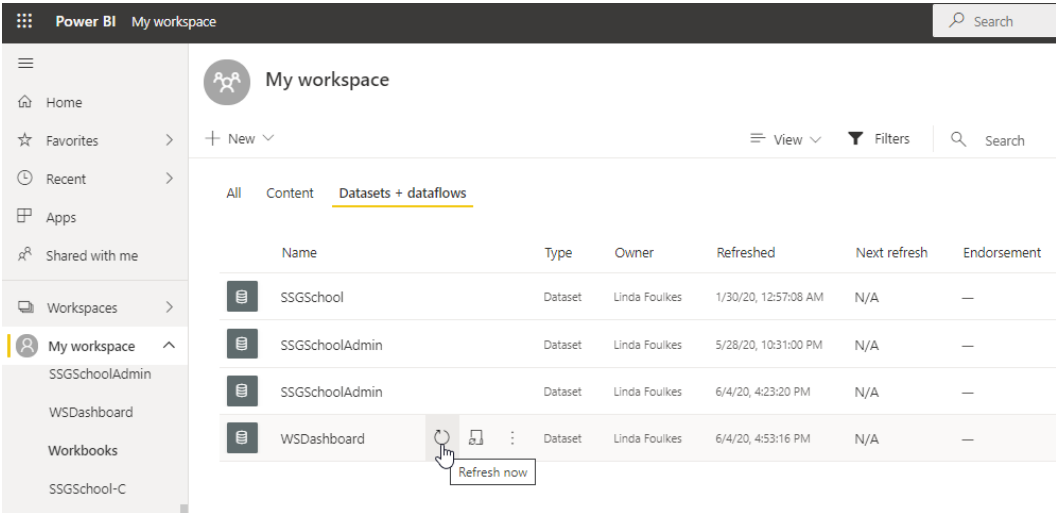 Power BI My workspace Search
My workspace
Home
+ New View Filters Search
Favorites
Recent
All Content Datasets + dataflows
Apps
Name Type Owner Refreshed Next refresh Endorsement
Shared with me
SSGSchool Dataset Linda Foulkes 1/30/20, 12:57:08 AM N/A —
Workspaces
My workspace
SSGSchoolAdmin Dataset Linda Foulkes 5/28/20, 10:31:00 PM N/A —
SSGSchoolAdmin
SSGSchoolAdmin Dataset Linda Foulkes 6/4/20, 4:23:20 PM N/A —
WSDashboard
WSDashboard Dataset Linda Foulkes 6/4/20, 4:53:16 PM N/A —
Workbooks
Refresh now
SSGSchool-C